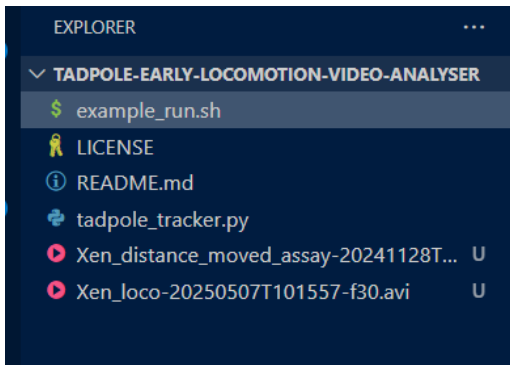 EXPLORER ...
TADPOLE-EARLY-LOCOMOTION-VIDEO-ANALYSER
$ example_run.sh
LICENSE
README.md
tadpole_tracker.py
Xen_distance_moved_assay-20241128T... U
Xen_loco-20250507T101557-f30.avi U